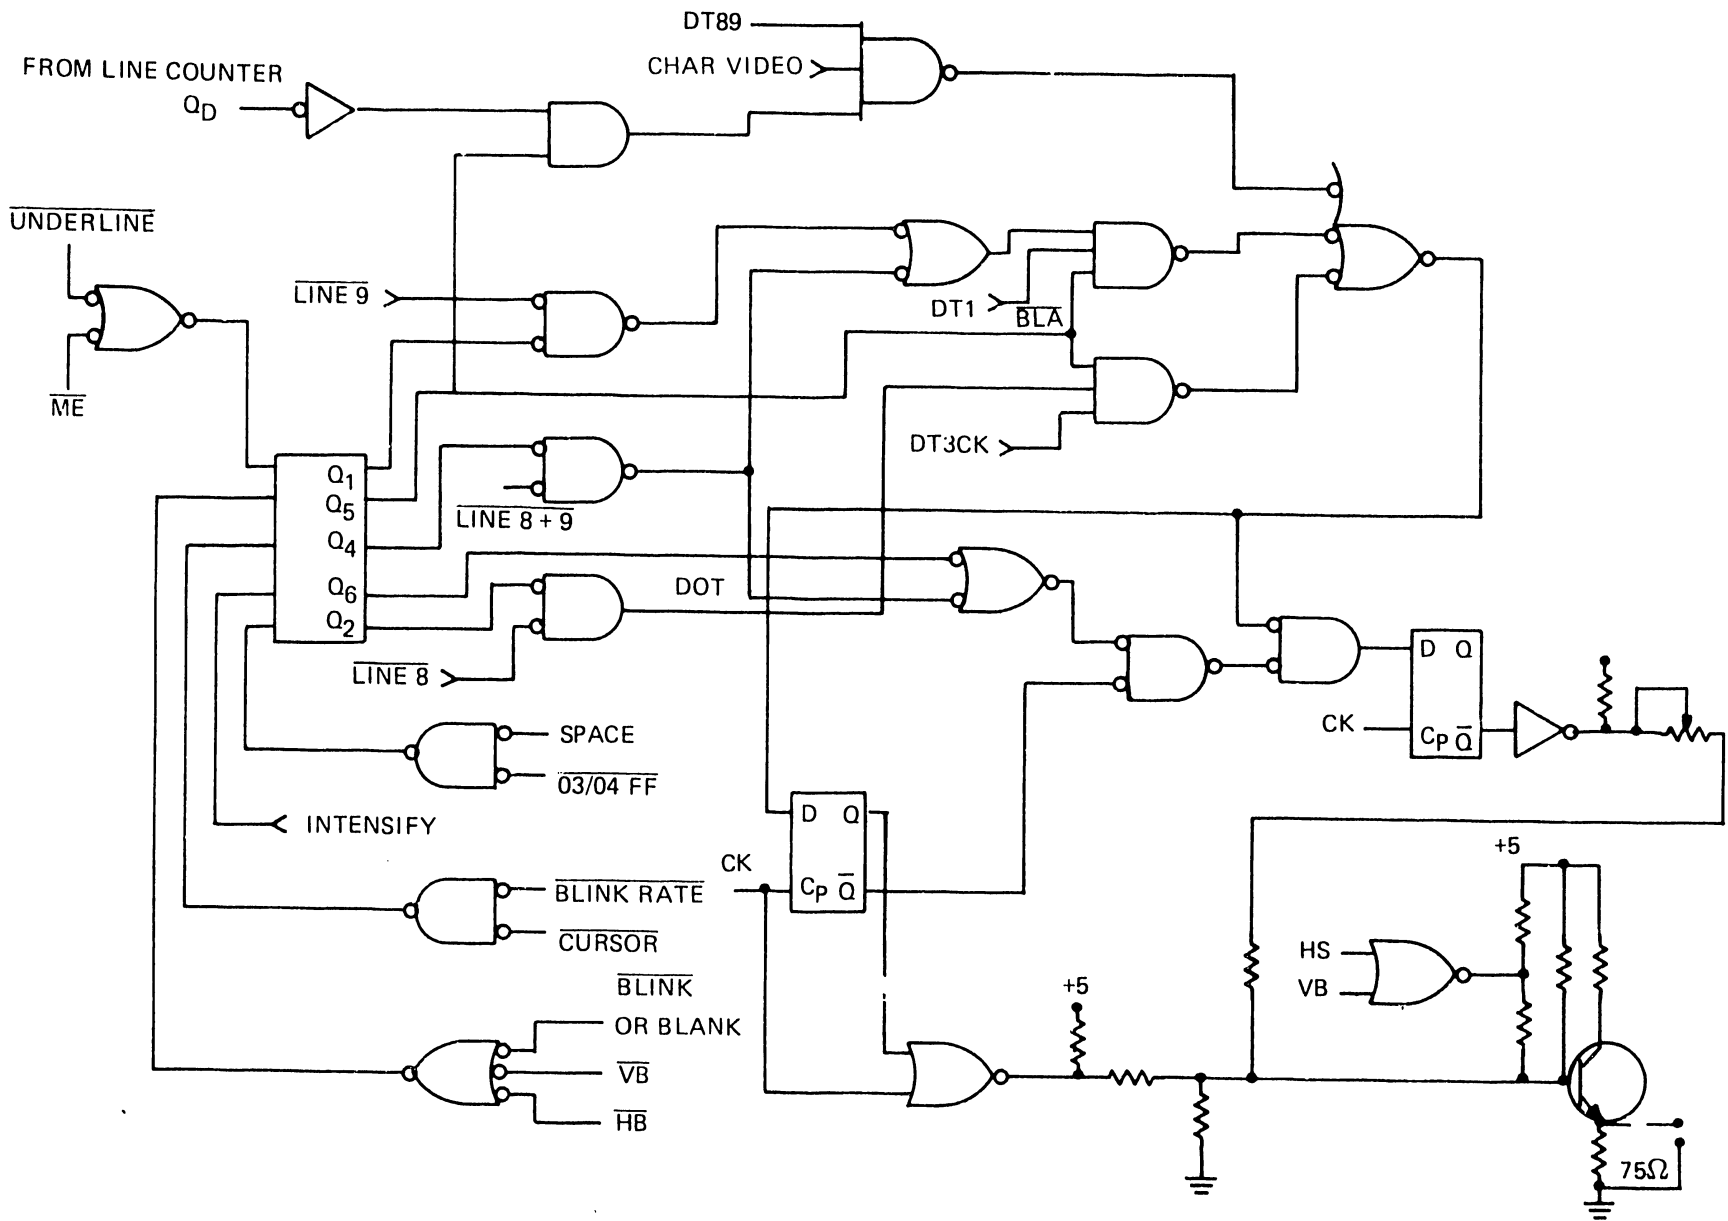 DT89
FROM LINE COUNTER
CHAR VIDEO
QD
UNDERLINE
LINE 9
DT1
BLA
ME
DT3CK
Q1
Q5
LINE 8 + 9
Q4
Q6
DOT
Q2
LINE 8
D Q
CK
CP Q
SPACE
03/04 FF
INTENSIFY
D Q
+5
CK
BLINK RATE
CP Q
CURSOR
HS
BLINK
+5
VB
OR BLANK
VB
HB
75Ω